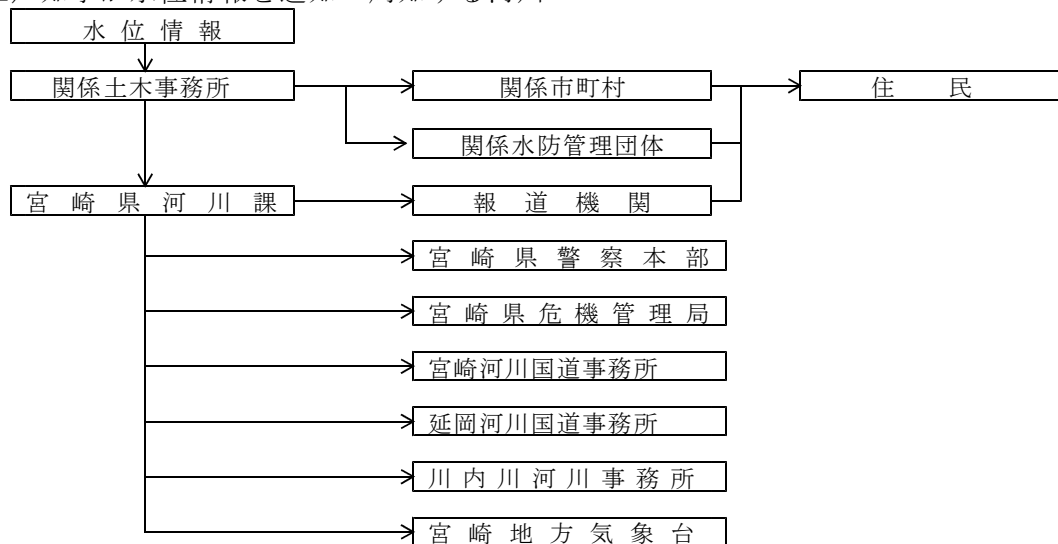 水位情報
関係土木事務所
関係市町村
住民
関係水防管理団体
宮崎県河川課
報道機関
宮崎県警察本部
宮崎県危機管理局
宮崎河川国道事務所
延岡河川国道事務所
川内川河川事務所
宮崎地方気象台